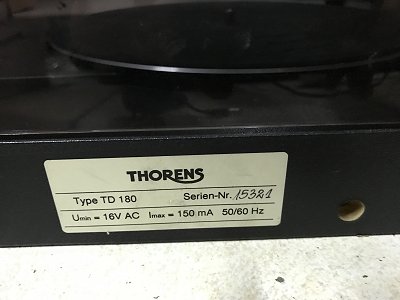 THORENS
Type TD 180 Serien-Nr. 15321
Umin = 16V AC Imax = 150 mA 50/60 Hz